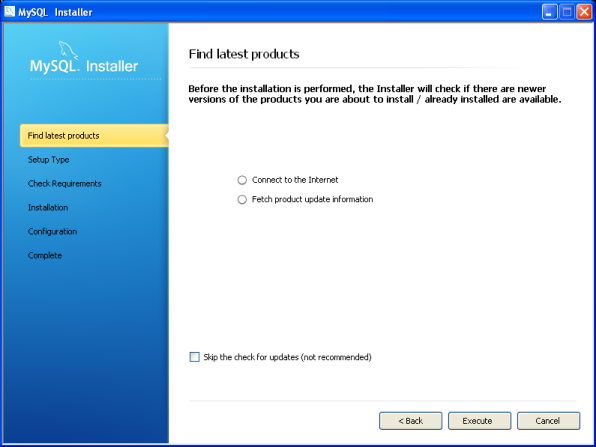 MySQL Installer
MySQL. Installer
Find latest products
Setup Type
Check Requirements
Installation
Configuration
Complete
Find latest products
Before the installation is performed, the Installer will check if there are newer
versions of the products you are about to install / already installed are available.
Connect to the Internet
Fetch product update information
Skip the check for updates (not recommended)
< Back
Execute
Cancel